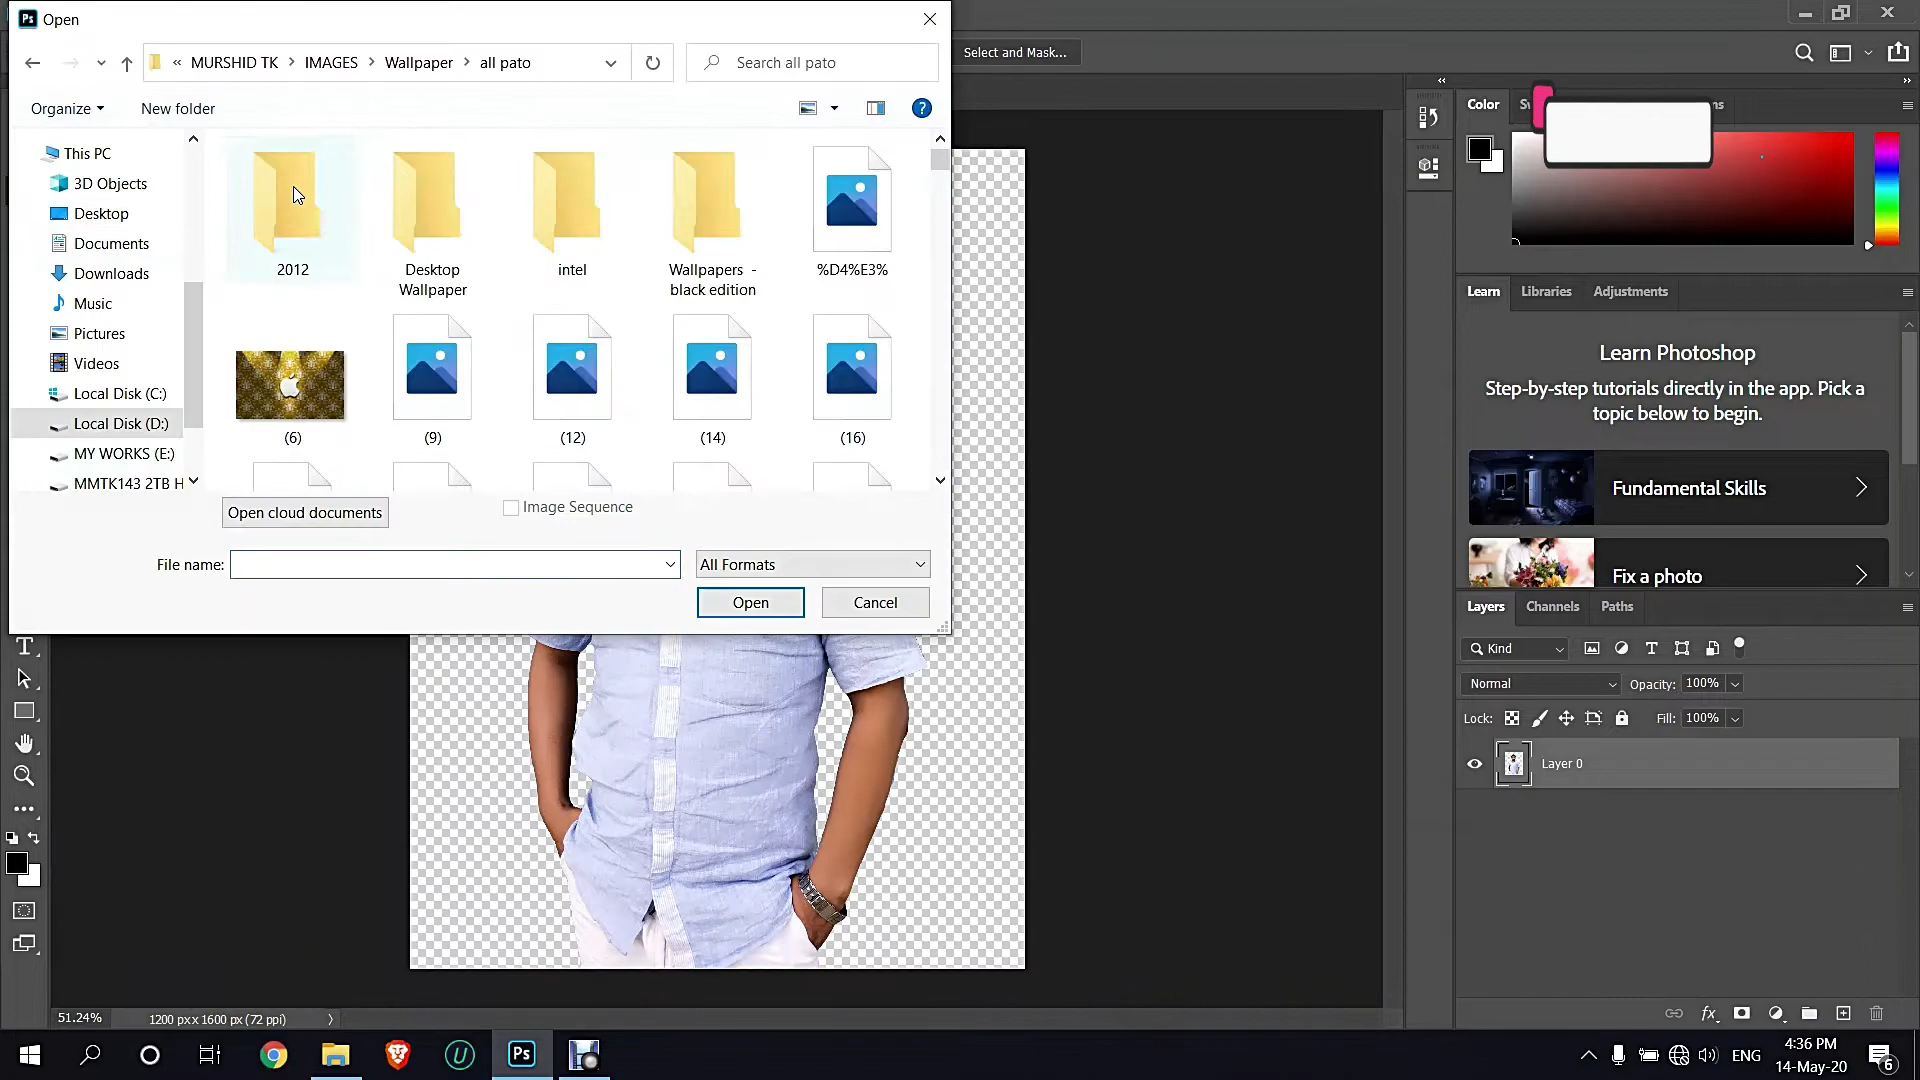 Ps Open
« MURSHID TK > IMAGES > Wallpaper > all pato
Search all pato
Organize
New folder
This PC
3D Objects
Desktop
Documents
Downloads
Music
Pictures
Videos
Local Disk (C:)
Local Disk (D:)
MY WORKS (E:)
MMTK143 2TB H
2012
Desktop
Wallpaper
intel
Wallpapers -
black edition
%D4%E3%
(6)
(9)
(12)
(14)
(16)
Open cloud documents
Image Sequence
File name:
All Formats
Open
Cancel
Select and Mask...
Color
Learn
Libraries
Adjustments
Learn Photoshop
Step-by-step tutorials directly in the app. Pick a
topic below to begin.
Fundamental Skills
Fix a photo
Layers
Channels
Paths
Kind
Normal
Opacity: 100%
Lock:
Fill: 100%
Layer 0
fx
51.24%
1200 px x 1600 px (72 ppi)
Ps
ENG
4:36 PM
14-May-20
6